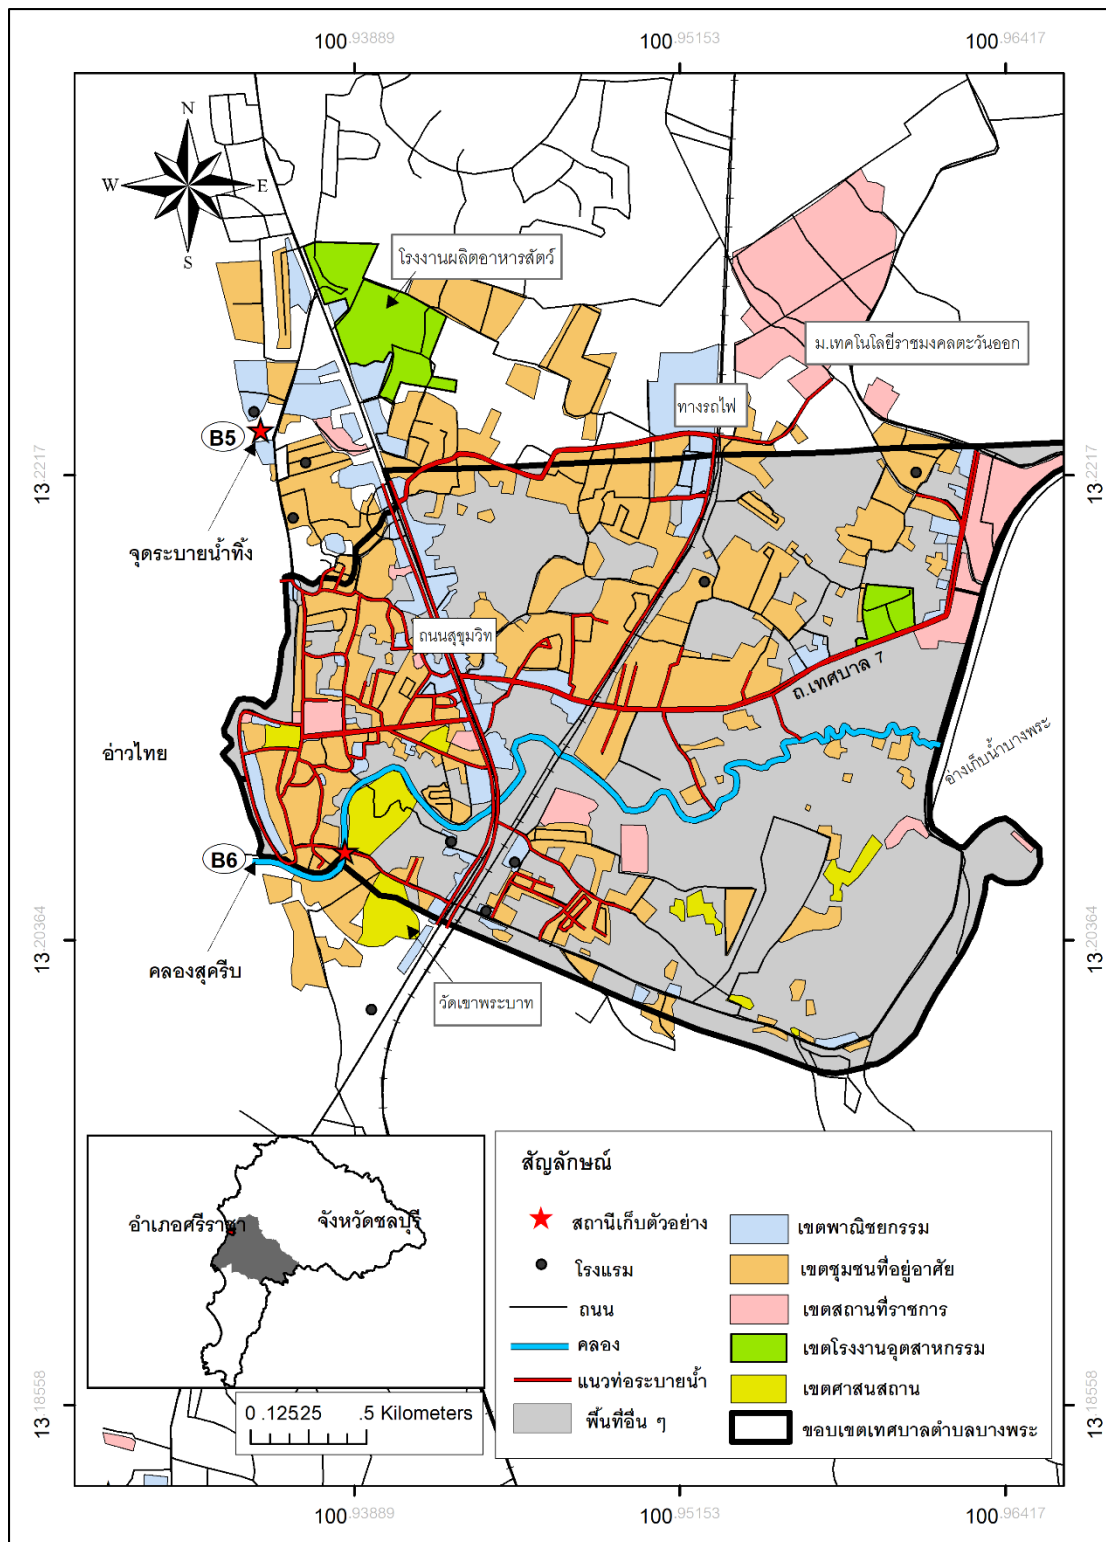 100.93889 100.95153 100.96417
N
W E
S
โรงงานผลิตอาหารสัตว์
ม.เทคโนโลยีราชมงคลตะวันออก
ทางรถไฟ
B5
13.2217 13.2217
จุดระบายน้ำทิ้ง
ถนนสุขุมวิท
ถ.เทศบาล 7
อ่าวไทย
อ่างเก็บน้ำบางพระ
B6
13.20364 13.20364
คลองสุครีบ
วัดเขาพระบาท
อำเภอศรีราชา
จังหวัดชลบุรี
0 .12525 .5 Kilometers
สัญลักษณ์
สถานีเก็บตัวอย่าง
โรงแรม
ถนน
คลอง
แนวท่อระบายน้ำ
พื้นที่อื่น ๆ
เขตพาณิชยกรรม
เขตชุมชนที่อยู่อาศัย
เขตสถานที่ราชการ
เขตโรงงานอุตสาหกรรม
เขตศาสนสถาน
ขอบเขตเทศบาลตำบลบางพระ
13.18558 13.18558
100.93889 100.95153 100.96417